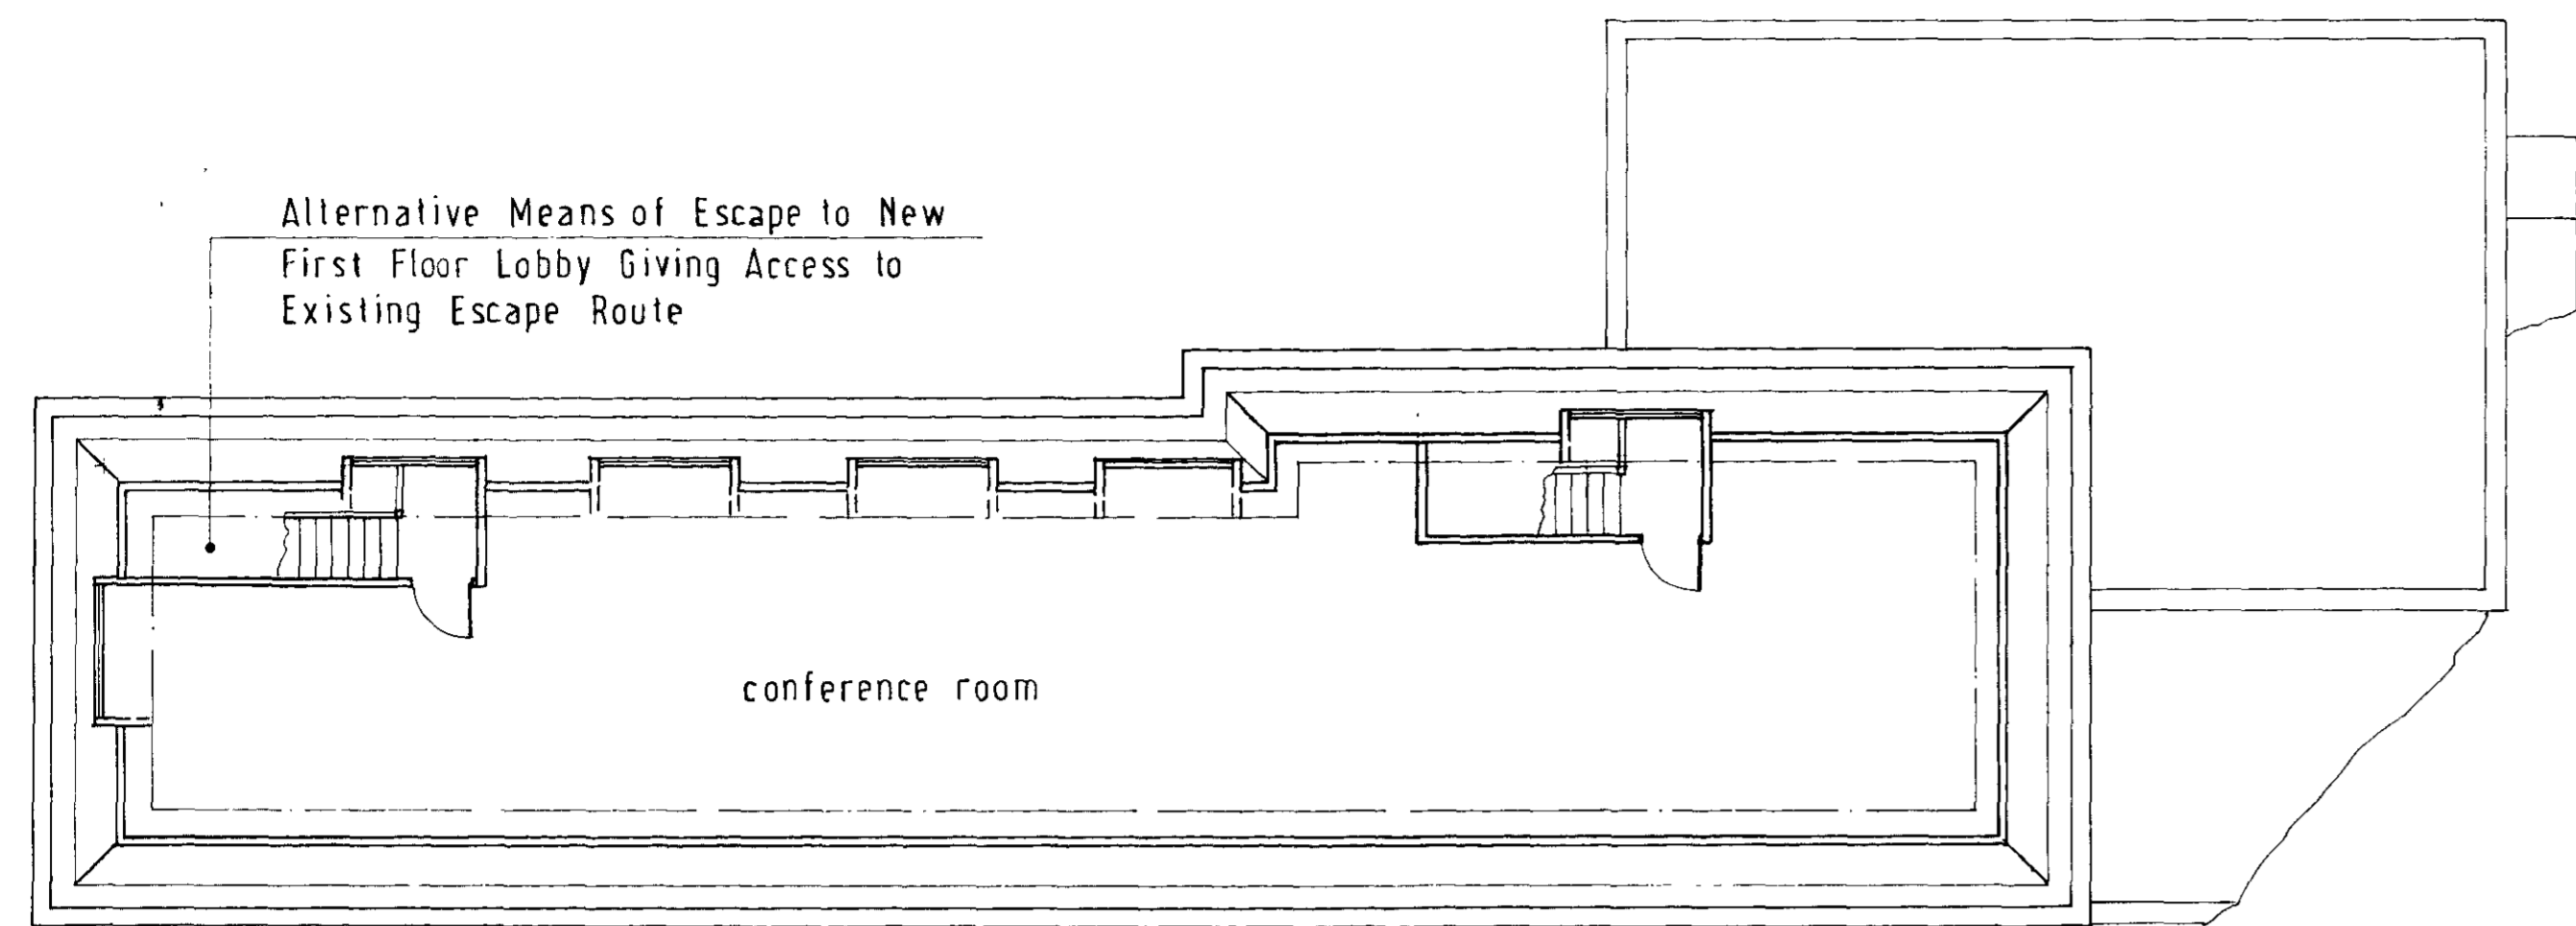 Alternative Means of Escape to New
First Floor Lobby Giving Access to
Existing Escape Route
conference room